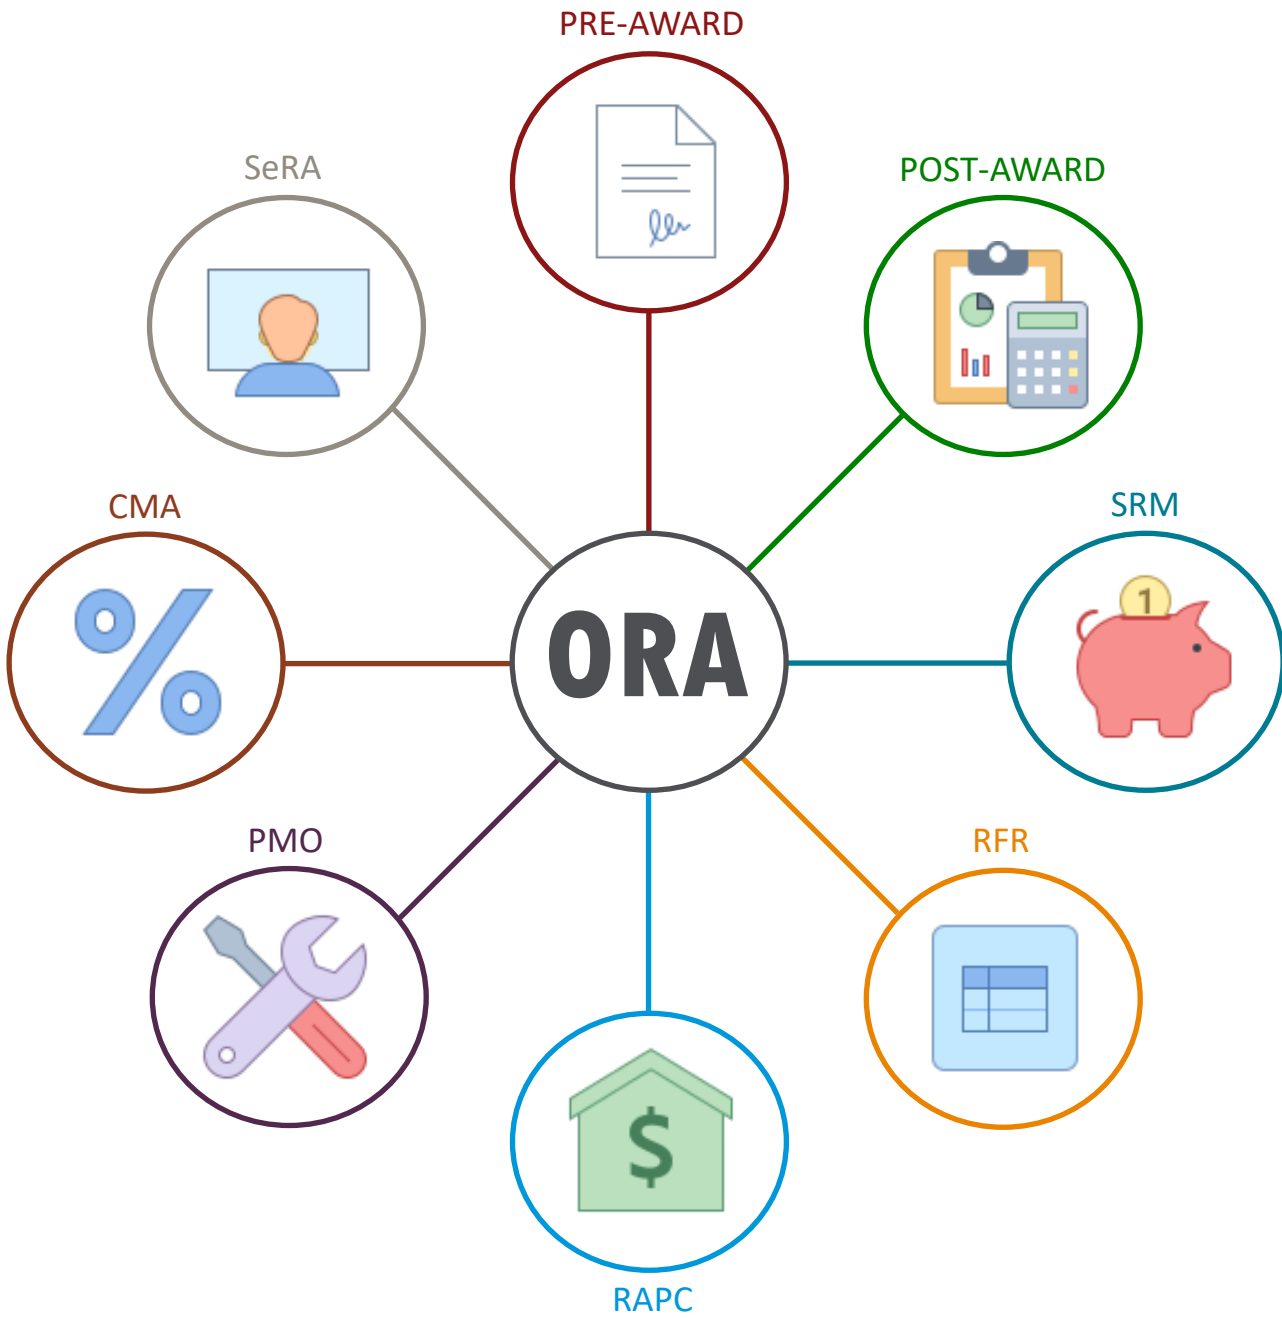 PRE-AWARD
SeRA
POST-AWARD
CMA
SRM
1
ORA
PMO
RFR
$
RAPC
%